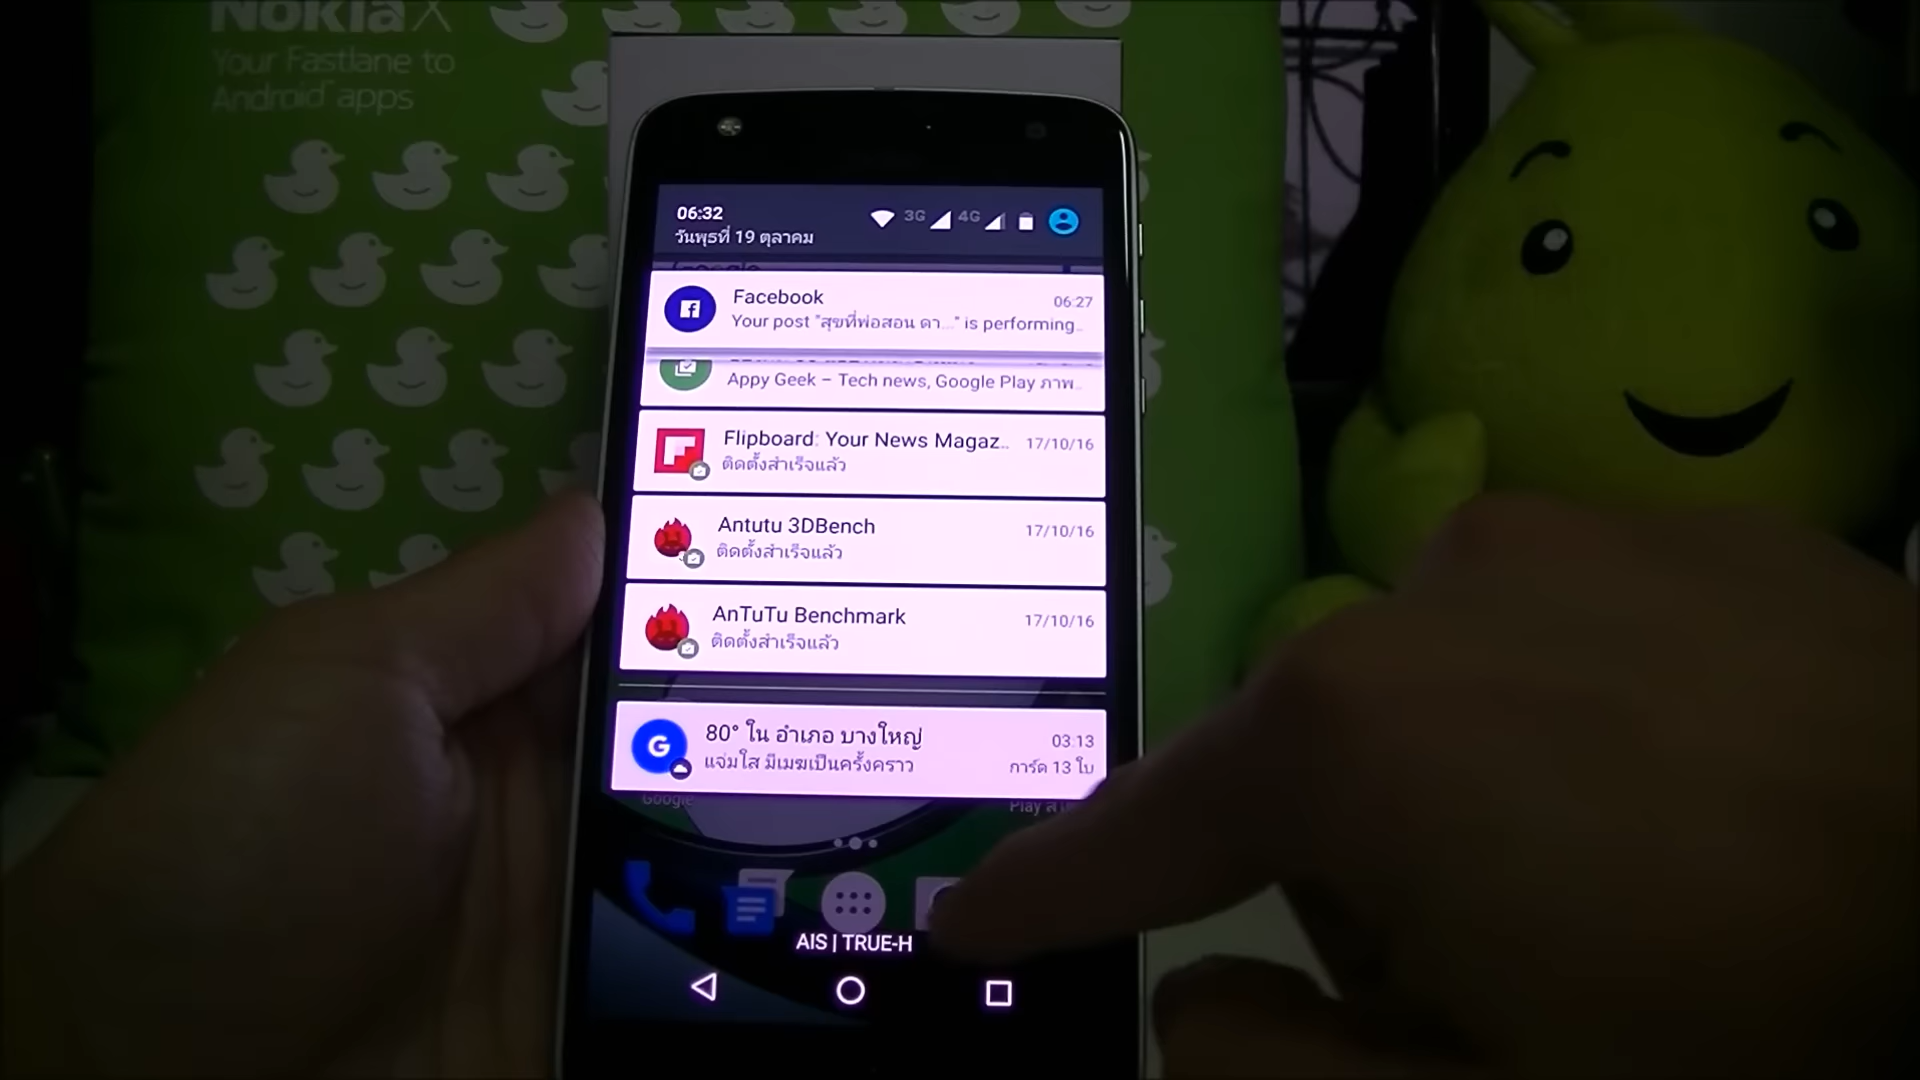 Nokia X
Your Fastlane to
Android apps
06:32
3G
4G
วันพุธที่ 19 ตุลาคม
Facebook
06:27
Your post "สุขที่พ่อสอน ดา..." is performing..
Appy Geek – Tech news, Google Play ภาพ..
Flipboard: Your News Magaz..
17/10/16
ติดตั้งสำเร็จแล้ว
Antutu 3DBench
17/10/16
ติดตั้งสำเร็จแล้ว
AnTuTu Benchmark
17/10/16
ติดตั้งสำเร็จแล้ว
80° ใน อำเภอ บางใหญ่
03:13
แจ่มใส มีเมฆเป็นครั้งคราว
การ์ด 13 ใบ
Google
Play
AIS | TRUE-H